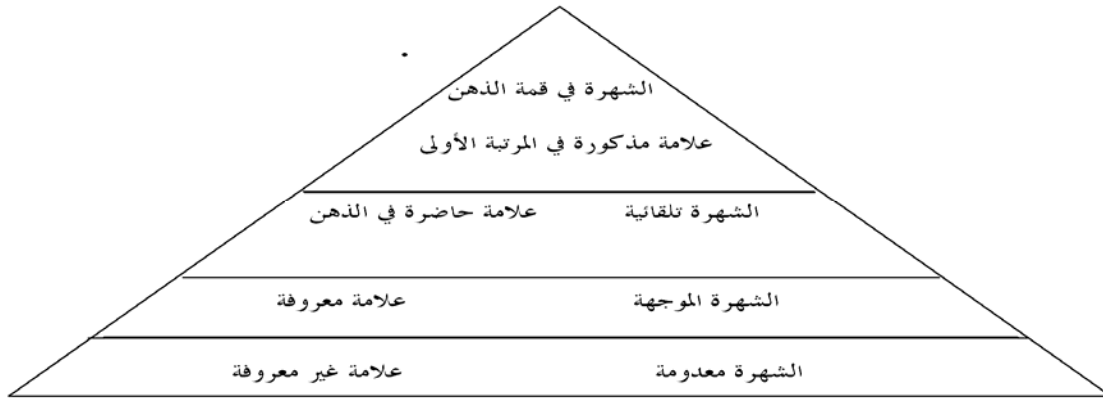 الشهرة في قمة الذهن
علامة مذكورة في المرتبة الأولى
الشهرة تلقائية علامة حاضرة في الذهن
الشهرة الموجهة علامة معروفة
الشهرة معدومة علامة غير معروفة